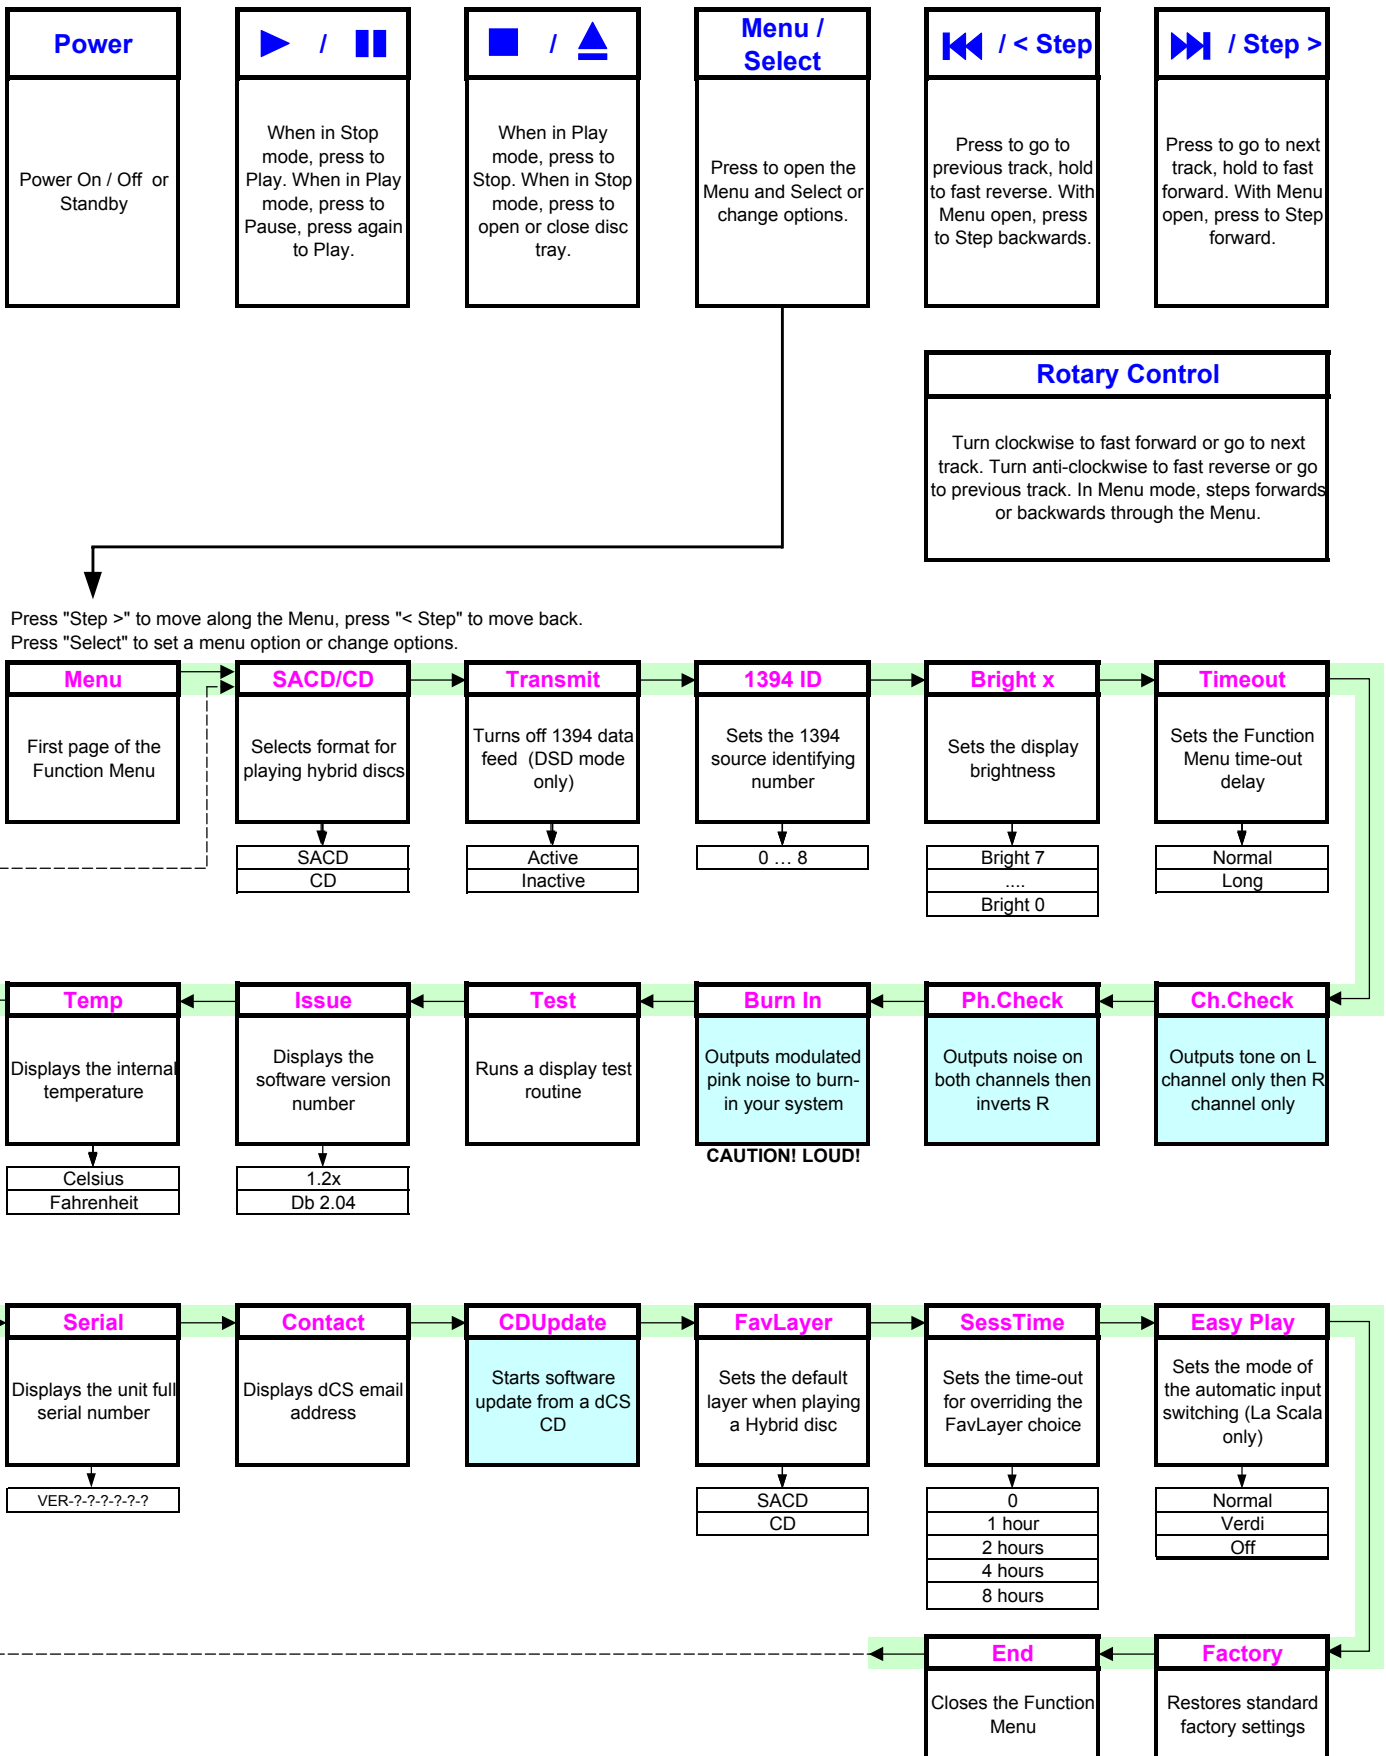 Power
/
/
Menu /
Select
/ < Step
/ Step >
Power On / Off or
Standby
When in Stop
mode, press to
Play. When in Play
mode, press to
Pause, press again
to Play.
When in Play
mode, press to
Stop. When in Stop
mode, press to
open or close disc
tray.
Press to open the
Menu and Select or
change options.
Press to go to
previous track, hold
to fast reverse. With
Menu open, press
to Step backwards.
Press to go to next
track, hold to fast
forward. With Menu
open, press to Step
forward.
Rotary Control
Turn clockwise to fast forward or go to next
track. Turn anti-clockwise to fast reverse or go
to previous track. In Menu mode, steps forwards
or backwards through the Menu.
Press "Step >" to move along the Menu, press "< Step" to move back.
Press "Select" to set a menu option or change options.
Menu
First page of the
Function Menu
SACD/CD
Selects format for
playing hybrid discs
SACD
CD
Transmit
Turns off 1394 data
feed (DSD mode
only)
Active
Inactive
1394 ID
Sets the 1394
source identifying
number
0 ... 8
Bright x
Sets the display
brightness
Bright 7
....
Bright 0
Timeout
Sets the Function
Menu time-out
delay
Normal
Long
Temp
Displays the internal
temperature
Celsius
Fahrenheit
Issue
Displays the
software version
number
1.2x
Db 2.04
Test
Runs a display test
routine
Burn In
Outputs modulated
pink noise to burn-
in your system
CAUTION! LOUD!
Ph.Check
Outputs noise on
both channels then
inverts R
Ch.Check
Outputs tone on L
channel only then R
channel only
Serial
Displays the unit full
serial number
VER-?-?-?-?-?-?
Contact
Displays dCS email
address
CDUpdate
Starts software
update from a dCS
CD
FavLayer
Sets the default
layer when playing
a Hybrid disc
SACD
CD
SessTime
Sets the time-out
for overriding the
FavLayer choice
0
1 hour
2 hours
4 hours
8 hours
Easy Play
Sets the mode of
the automatic input
switching (La Scala
only)
Normal
Verdi
Off
End
Closes the Function
Menu
Factory
Restores standard
factory settings